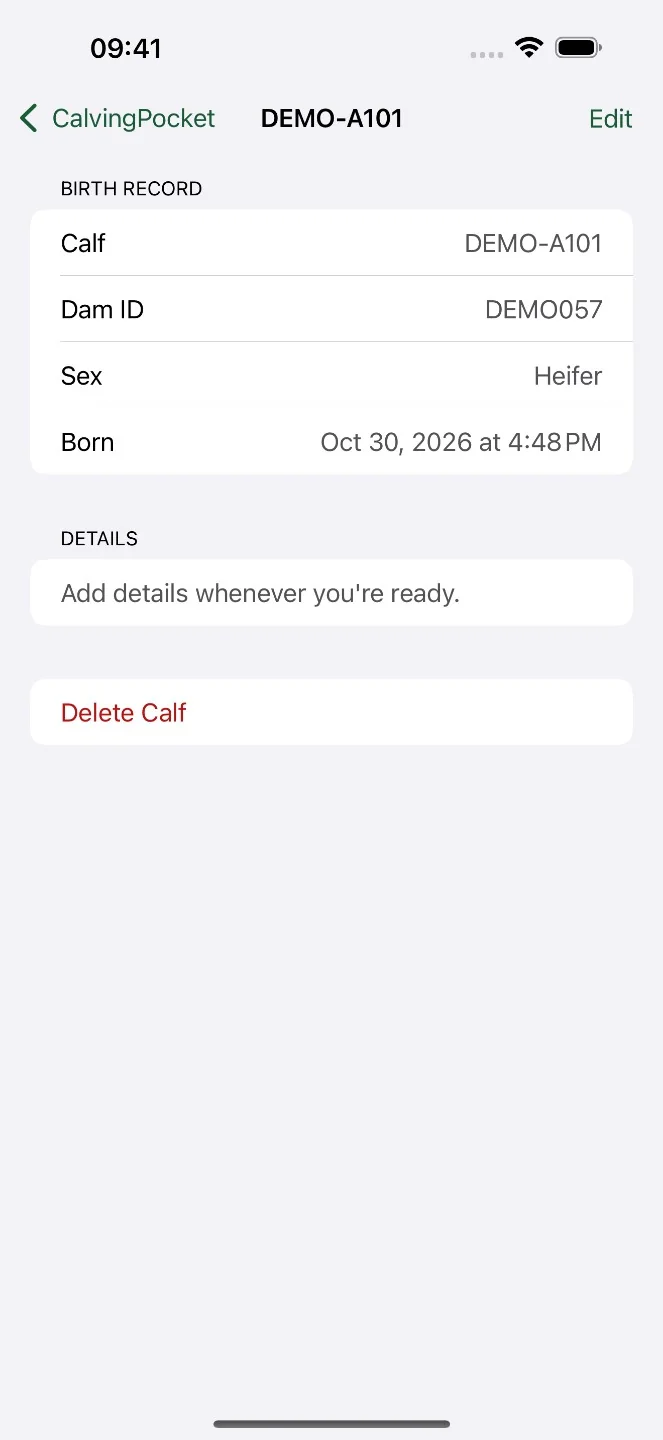 09:41
CalvingPocket DEMO-A101 Edit
BIRTH RECORD
Calf DEMO-A101
Dam ID DEMO057
Sex Heifer
Born Oct 30, 2026 at 4:48 PM
DETAILS
Add details whenever you're ready.
Delete Calf